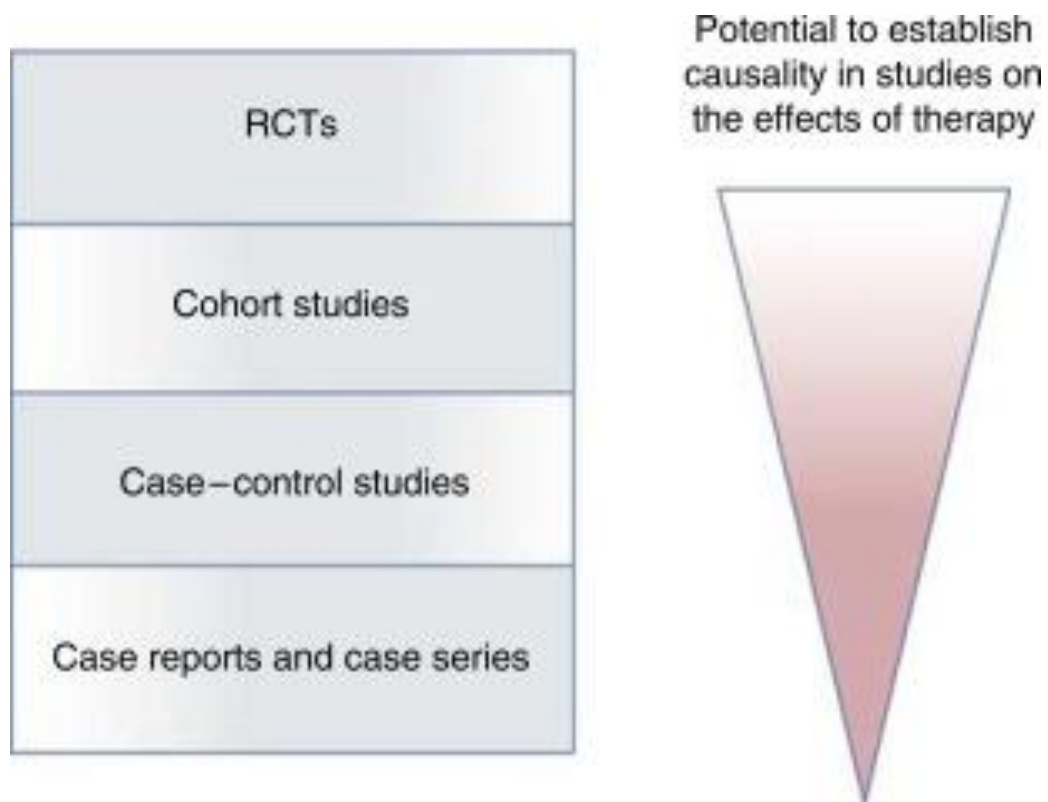 Potential to establish
causality in studies on
the effects of therapy
RCTs
Cohort studies
Case–control studies
Case reports and case series